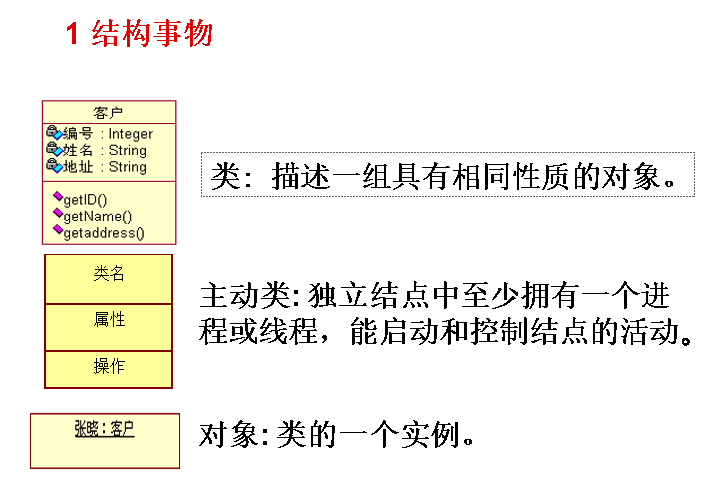 1 结构事物
客户
编号 : Integer
姓名 : String
地址 : String
getID()
getName()
getaddress()
类: 描述一组具有相同性质的对象。
类名
属性
操作
主动类: 独立结点中至少拥有一个进
程或线程，能启动和控制结点的活动。
张晓 : 客户
对象: 类的一个实例。